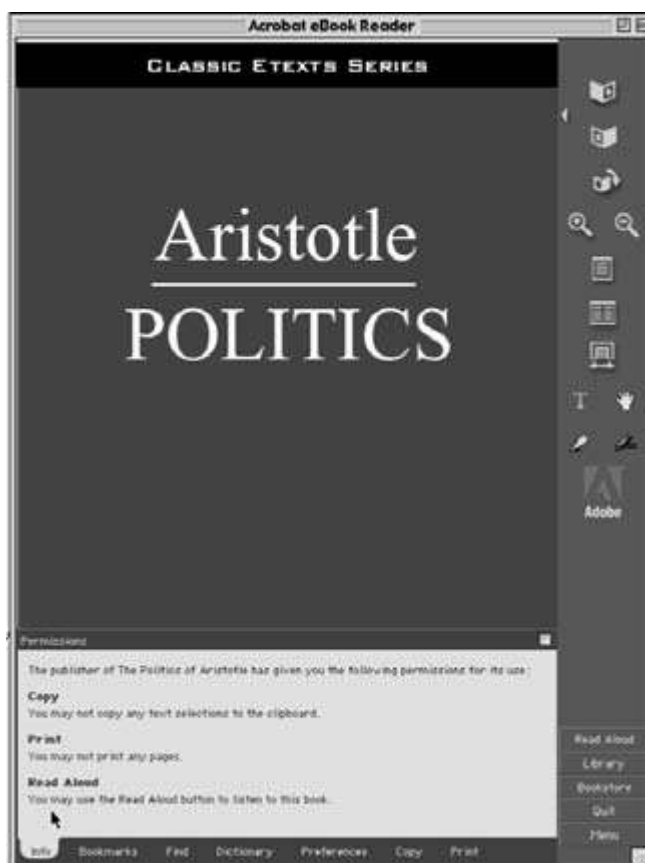 Acrobat eBook Reader
CLASSIC ETEXTS SERIES
Aristotle
POLITICS
T
Adobe
Permissions
The publisher of The Politics of Aristotle has given you the following permissions for its use:
Copy
You may not copy any text selections to the clipboard.
Print
You may not print any pages.
Read Aloud
You may use the Read Aloud button to listen to this book.
Read Aloud
Library
Bookstore
Quit
Menu
Info Bookmarks Find Dictionary Preferences Copy Print